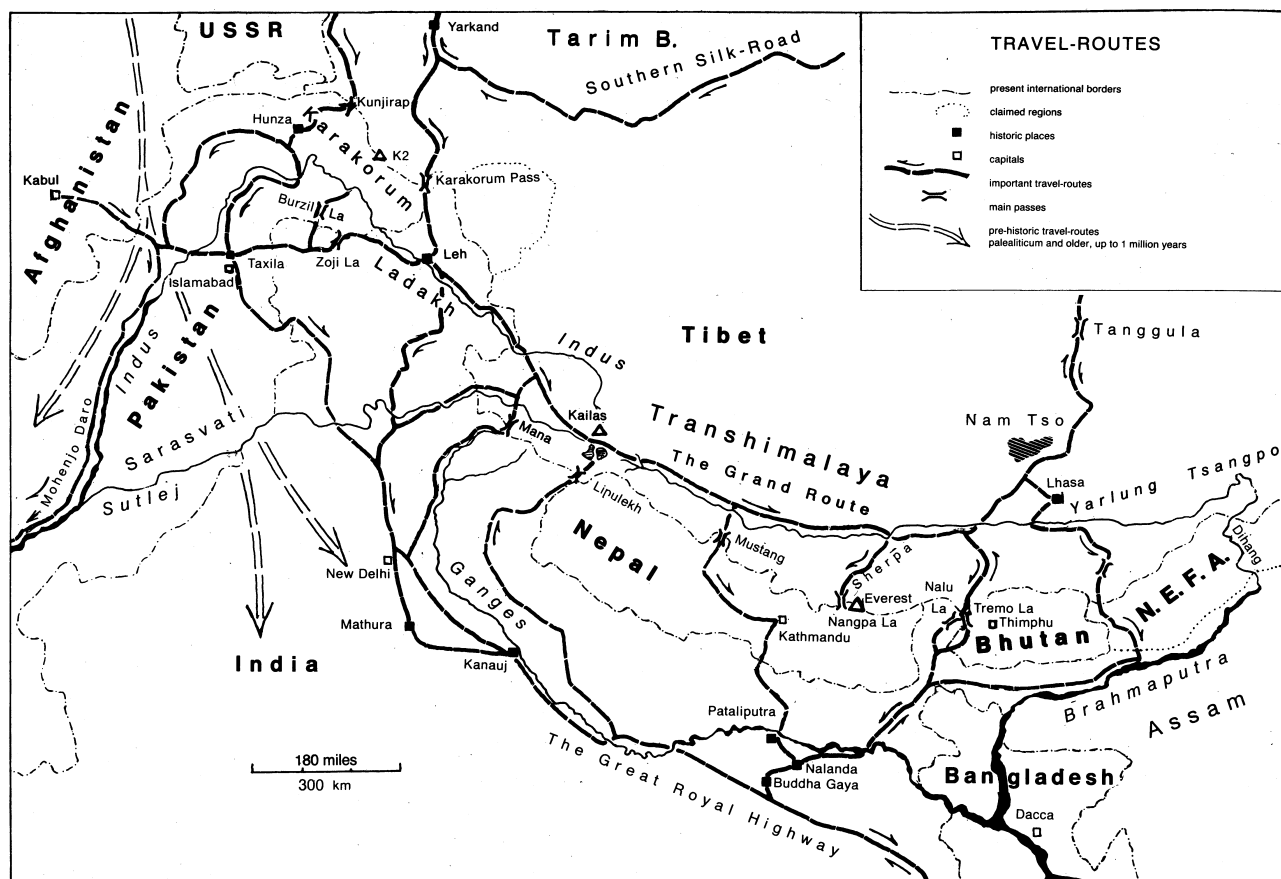 TRAVEL-ROUTES
present international borders
claimed regions
historic places
capitals
important travel-routes
main passes
pre-historic travel-routes
palealiticum and older, up to 1 million years
USSR
Yarkand
Tarim B.
Southern Silk-Road
Kunjirap
Hunza
Karakorum
K2
Afghanistan
Kabul
Karakorum Pass
Burzil La
Taxila
Zoji La
Leh
Islamabad
Ladakh
Indus
Pakistan
Tibet
Indus
Tanggula
Mohenjo Daro
Sarasvati
Sutlej
Mana
Kailas
Transhimalaya
The Grand Route
Nam Tso
Lhasa
Yarlung Tsangpo
Lipulekh
Nepal
Mustang
Sherpa
Dihang
N.E.F.A.
New Delhi
Ganges
Everest
Nangpa La
Nalu La
Tremo La
Thimphu
Bhutan
Mathura
Kathmandu
India
Kanauj
Brahmaputra
Assam
Pataliputra
180 miles
300 km
The Great Royal Highway
Nalanda
Buddha Gaya
Bangladesh
Dacca